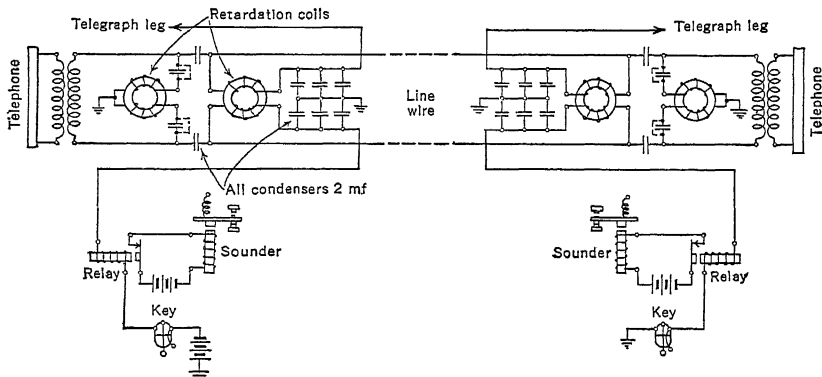 Retardation coils
Telegraph leg
Telegraph leg
Telephone
Line
wire
Telephone
All condensers 2 mf
Sounder
Sounder
Relay
Relay
Key
Key